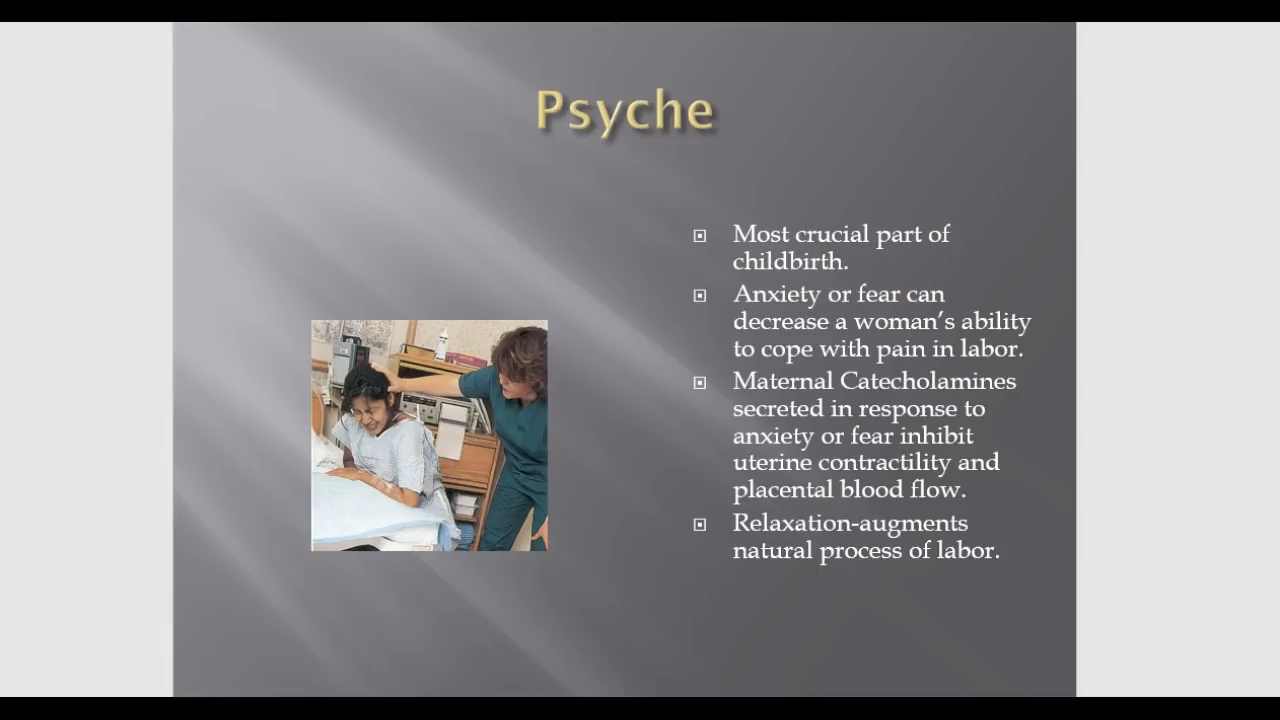 Psyche
Most crucial part of
childbirth.
Anxiety or fear can
decrease a woman's ability
to cope with pain in labor.
Maternal Catecholamines
secreted in response to
anxiety or fear inhibit
uterine contractility and
placental blood flow.
Relaxation-augments
natural process of labor.